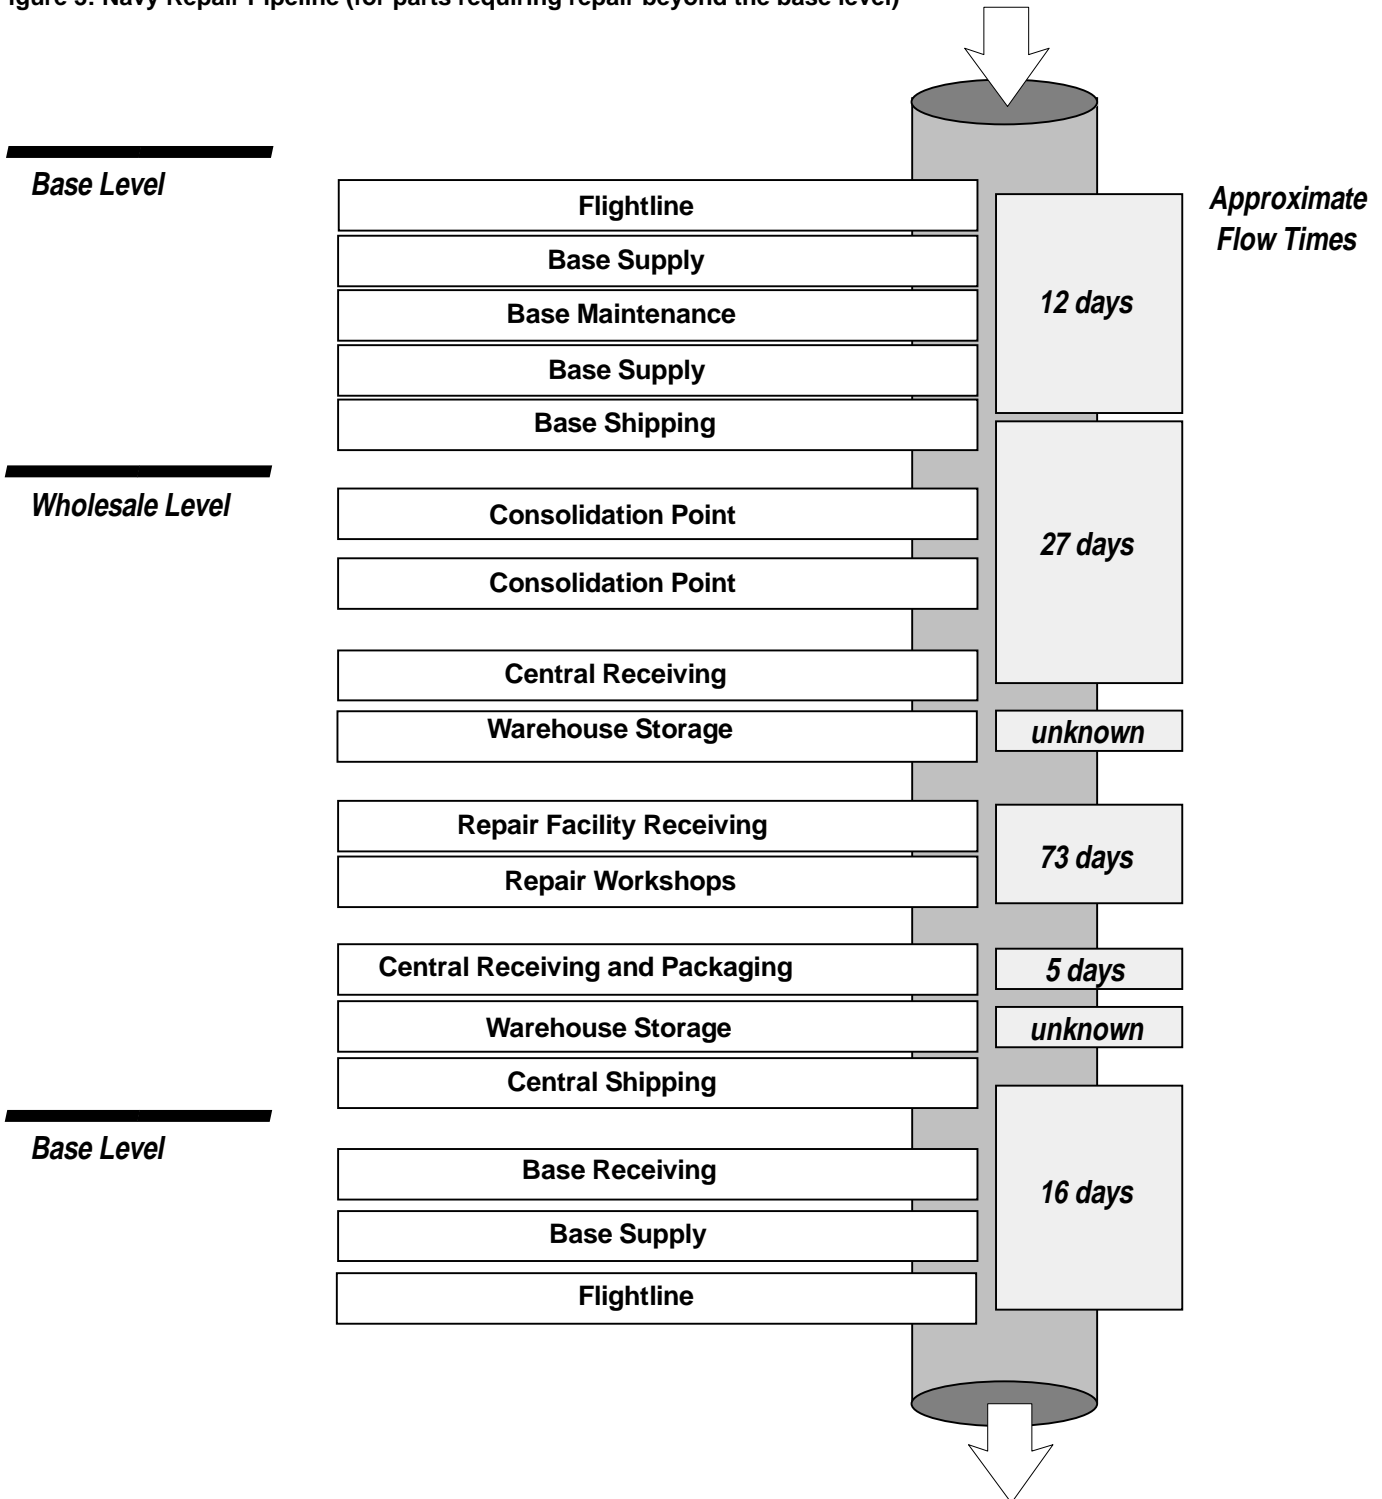 igure 3: Navy Repair Pipeline (for parts requiring repair beyond the base level)
Base Level
Approximate
Flow Times
Flightline
Base Supply
Base Maintenance
Base Supply
Base Shipping
12 days
Wholesale Level
Consolidation Point
Consolidation Point
Central Receiving
27 days
Warehouse Storage
unknown
Repair Facility Receiving
Repair Workshops
73 days
Central Receiving and Packaging
5 days
Warehouse Storage
unknown
Central Shipping
Base Level
Base Receiving
Base Supply
Flightline
16 days